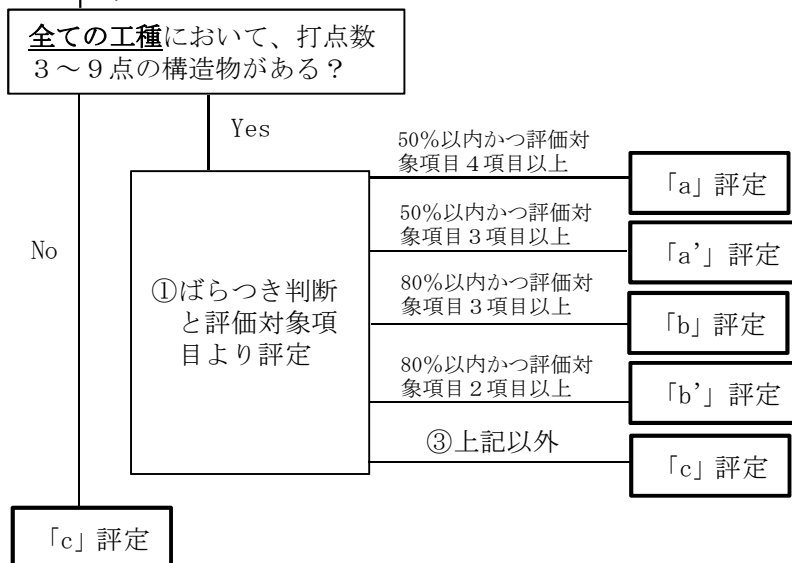 全ての工種において、打点数
３～９点の構造物がある？
Yes
No
①ばらつき判断
と評価対象項
目より評定
50％以内かつ評価対
象項目４項目以上
「a」評定
50％以内かつ評価対
象項目３項目以上
「a’」評定
80％以内かつ評価対
象項目３項目以上
「b」評定
80％以内かつ評価対
象項目２項目以上
「b’」評定
③上記以外
「c」評定
「c」評定